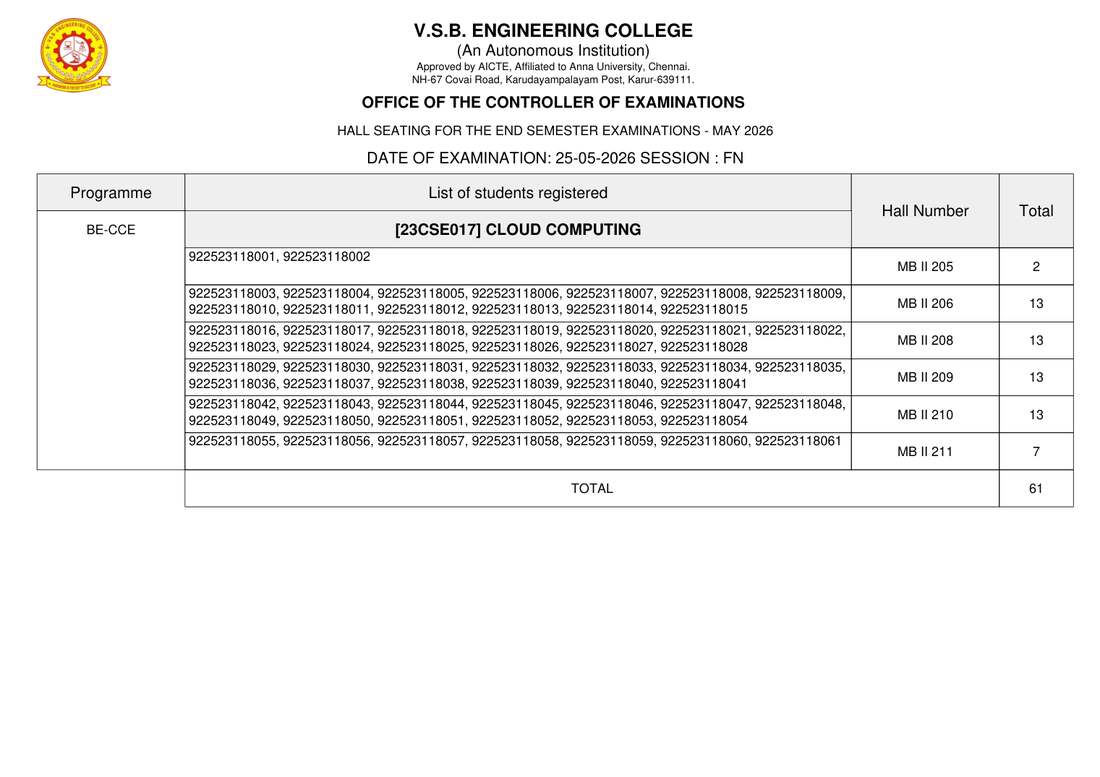 V.S.B. ENGINEERING COLLEGE
(An Autonomous Institution)
Approved by AICTE, Affiliated to Anna University, Chennai.
NH-67 Covai Road, Karudayampalayam Post, Karur-639111.
OFFICE OF THE CONTROLLER OF EXAMINATIONS
HALL SEATING FOR THE END SEMESTER EXAMINATIONS - MAY 2026
DATE OF EXAMINATION: 25-05-2026 SESSION : FN
Programme List of students registered Hall Number Total
BE-CCE [23CSE017] CLOUD COMPUTING
922523118001, 922523118002 MB II 205 2
922523118003, 922523118004, 922523118005, 922523118006, 922523118007, 922523118008, 922523118009,
922523118010, 922523118011, 922523118012, 922523118013, 922523118014, 922523118015 MB II 206 13
922523118016, 922523118017, 922523118018, 922523118019, 922523118020, 922523118021, 922523118022,
922523118023, 922523118024, 922523118025, 922523118026, 922523118027, 922523118028 MB II 208 13
922523118029, 922523118030, 922523118031, 922523118032, 922523118033, 922523118034, 922523118035,
922523118036, 922523118037, 922523118038, 922523118039, 922523118040, 922523118041 MB II 209 13
922523118042, 922523118043, 922523118044, 922523118045, 922523118046, 922523118047, 922523118048,
922523118049, 922523118050, 922523118051, 922523118052, 922523118053, 922523118054 MB II 210 13
922523118055, 922523118056, 922523118057, 922523118058, 922523118059, 922523118060, 922523118061 MB II 211 7
TOTAL 61